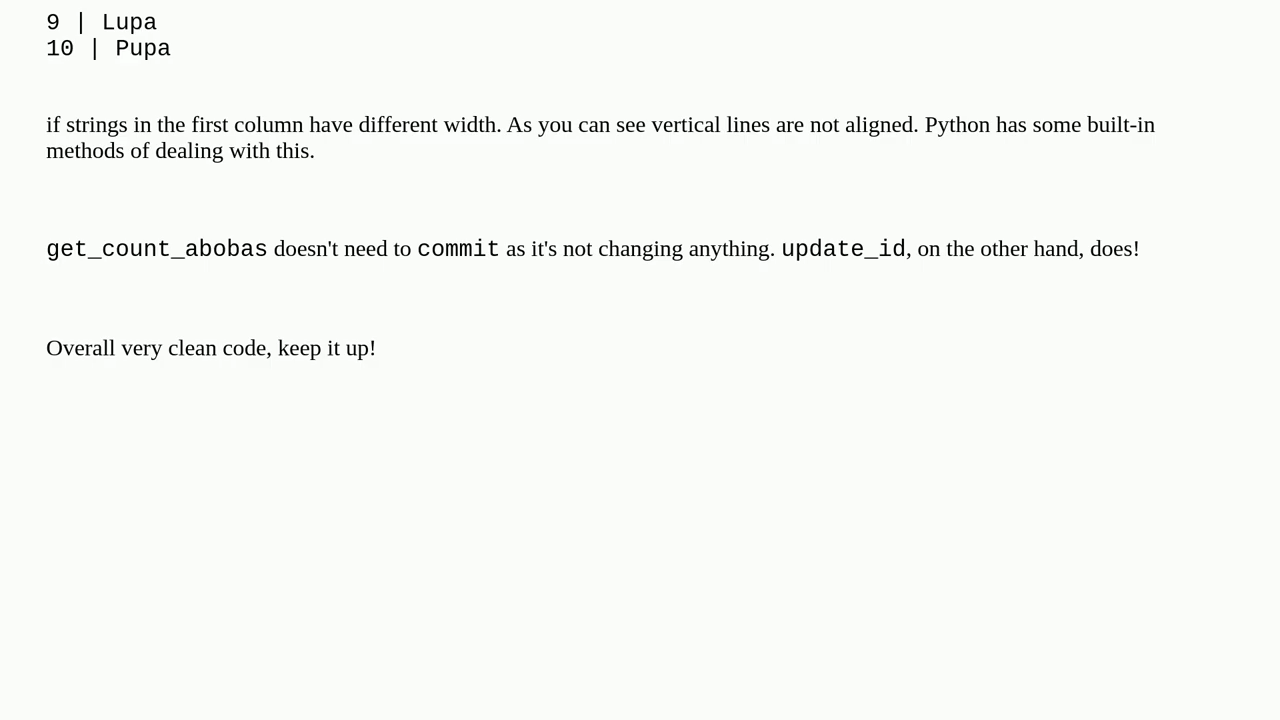 9 | Lupa
10 | Pupa
if strings in the first column have different width. As you can see vertical lines are not aligned. Python has some built-in
methods of dealing with this.
get_count_abobas doesn't need to commit as it's not changing anything. update_id, on the other hand, does!
Overall very clean code, keep it up!